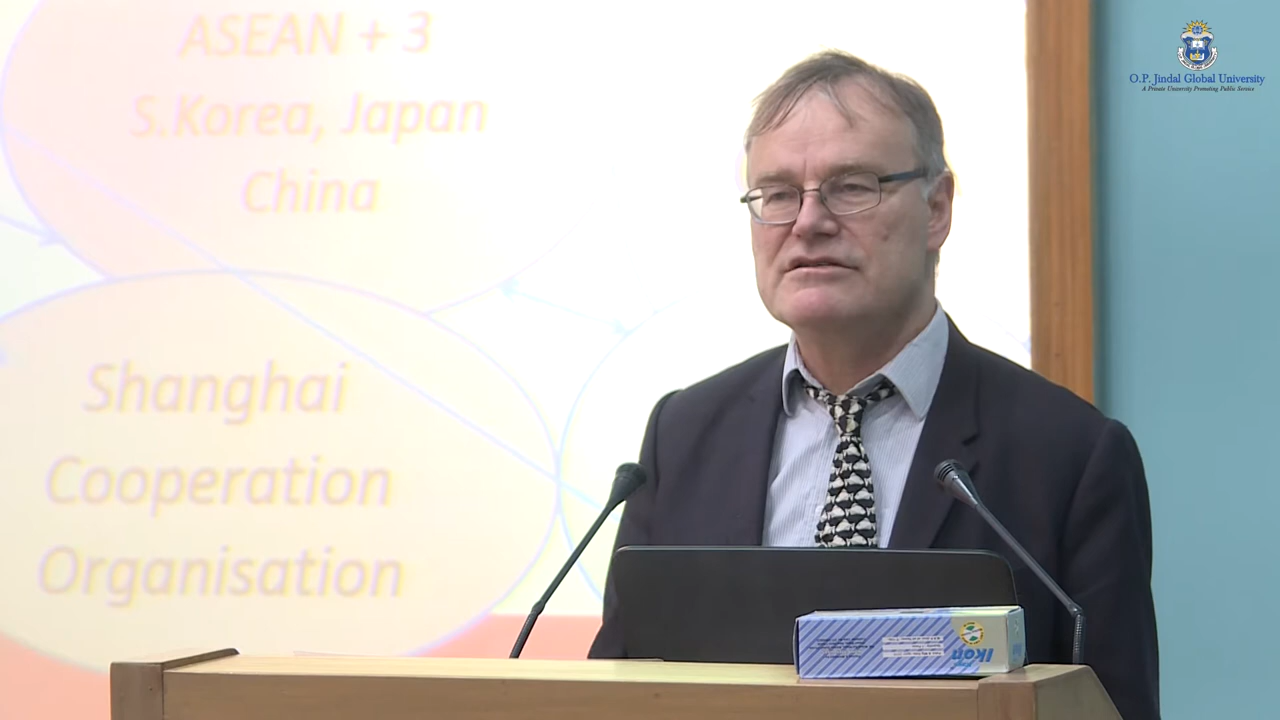 ASEAN + 3
S.Korea, Japan
China
Shanghai
Cooperation
Organisation
O.P. Jindal Global University
A Private University Promoting Public Service
Ikon